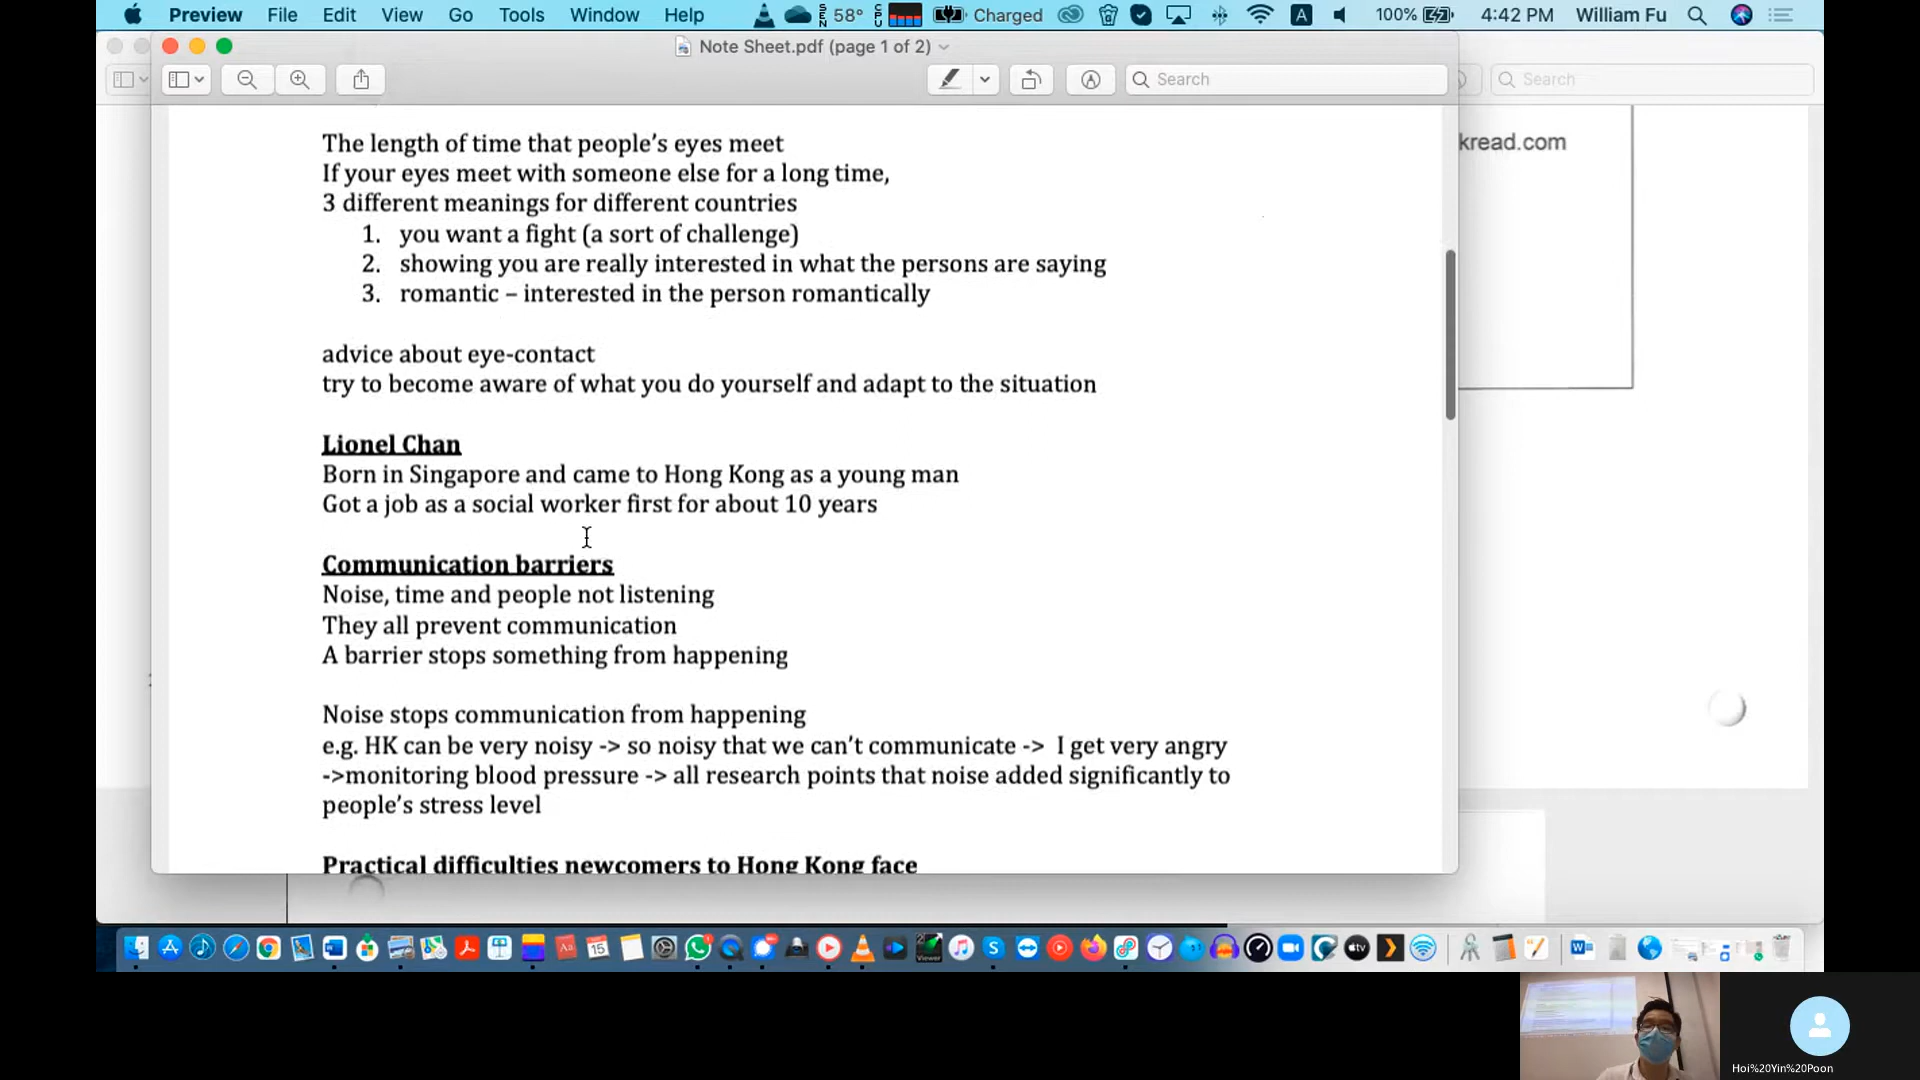 Preview File Edit View Go Tools Window Help SEN 58° CPU Charged A 100% 4:42 PM William Fu
Note Sheet.pdf (page 1 of 2)
Search
Search
kread.com
The length of time that people's eyes meet
If your eyes meet with someone else for a long time,
3 different meanings for different countries
1. you want a fight (a sort of challenge)
2. showing you are really interested in what the persons are saying
3. romantic – interested in the person romantically
advice about eye-contact
try to become aware of what you do yourself and adapt to the situation
Lionel Chan
Born in Singapore and came to Hong Kong as a young man
Got a job as a social worker first for about 10 years
Communication barriers
Noise, time and people not listening
They all prevent communication
A barrier stops something from happening
Noise stops communication from happening
e.g. HK can be very noisy -> so noisy that we can't communicate -> I get very angry
->monitoring blood pressure -> all research points that noise added significantly to
people's stress level
Practical difficulties newcomers to Hong Kong face
15
tv
Hoi%20Yin%20Poon